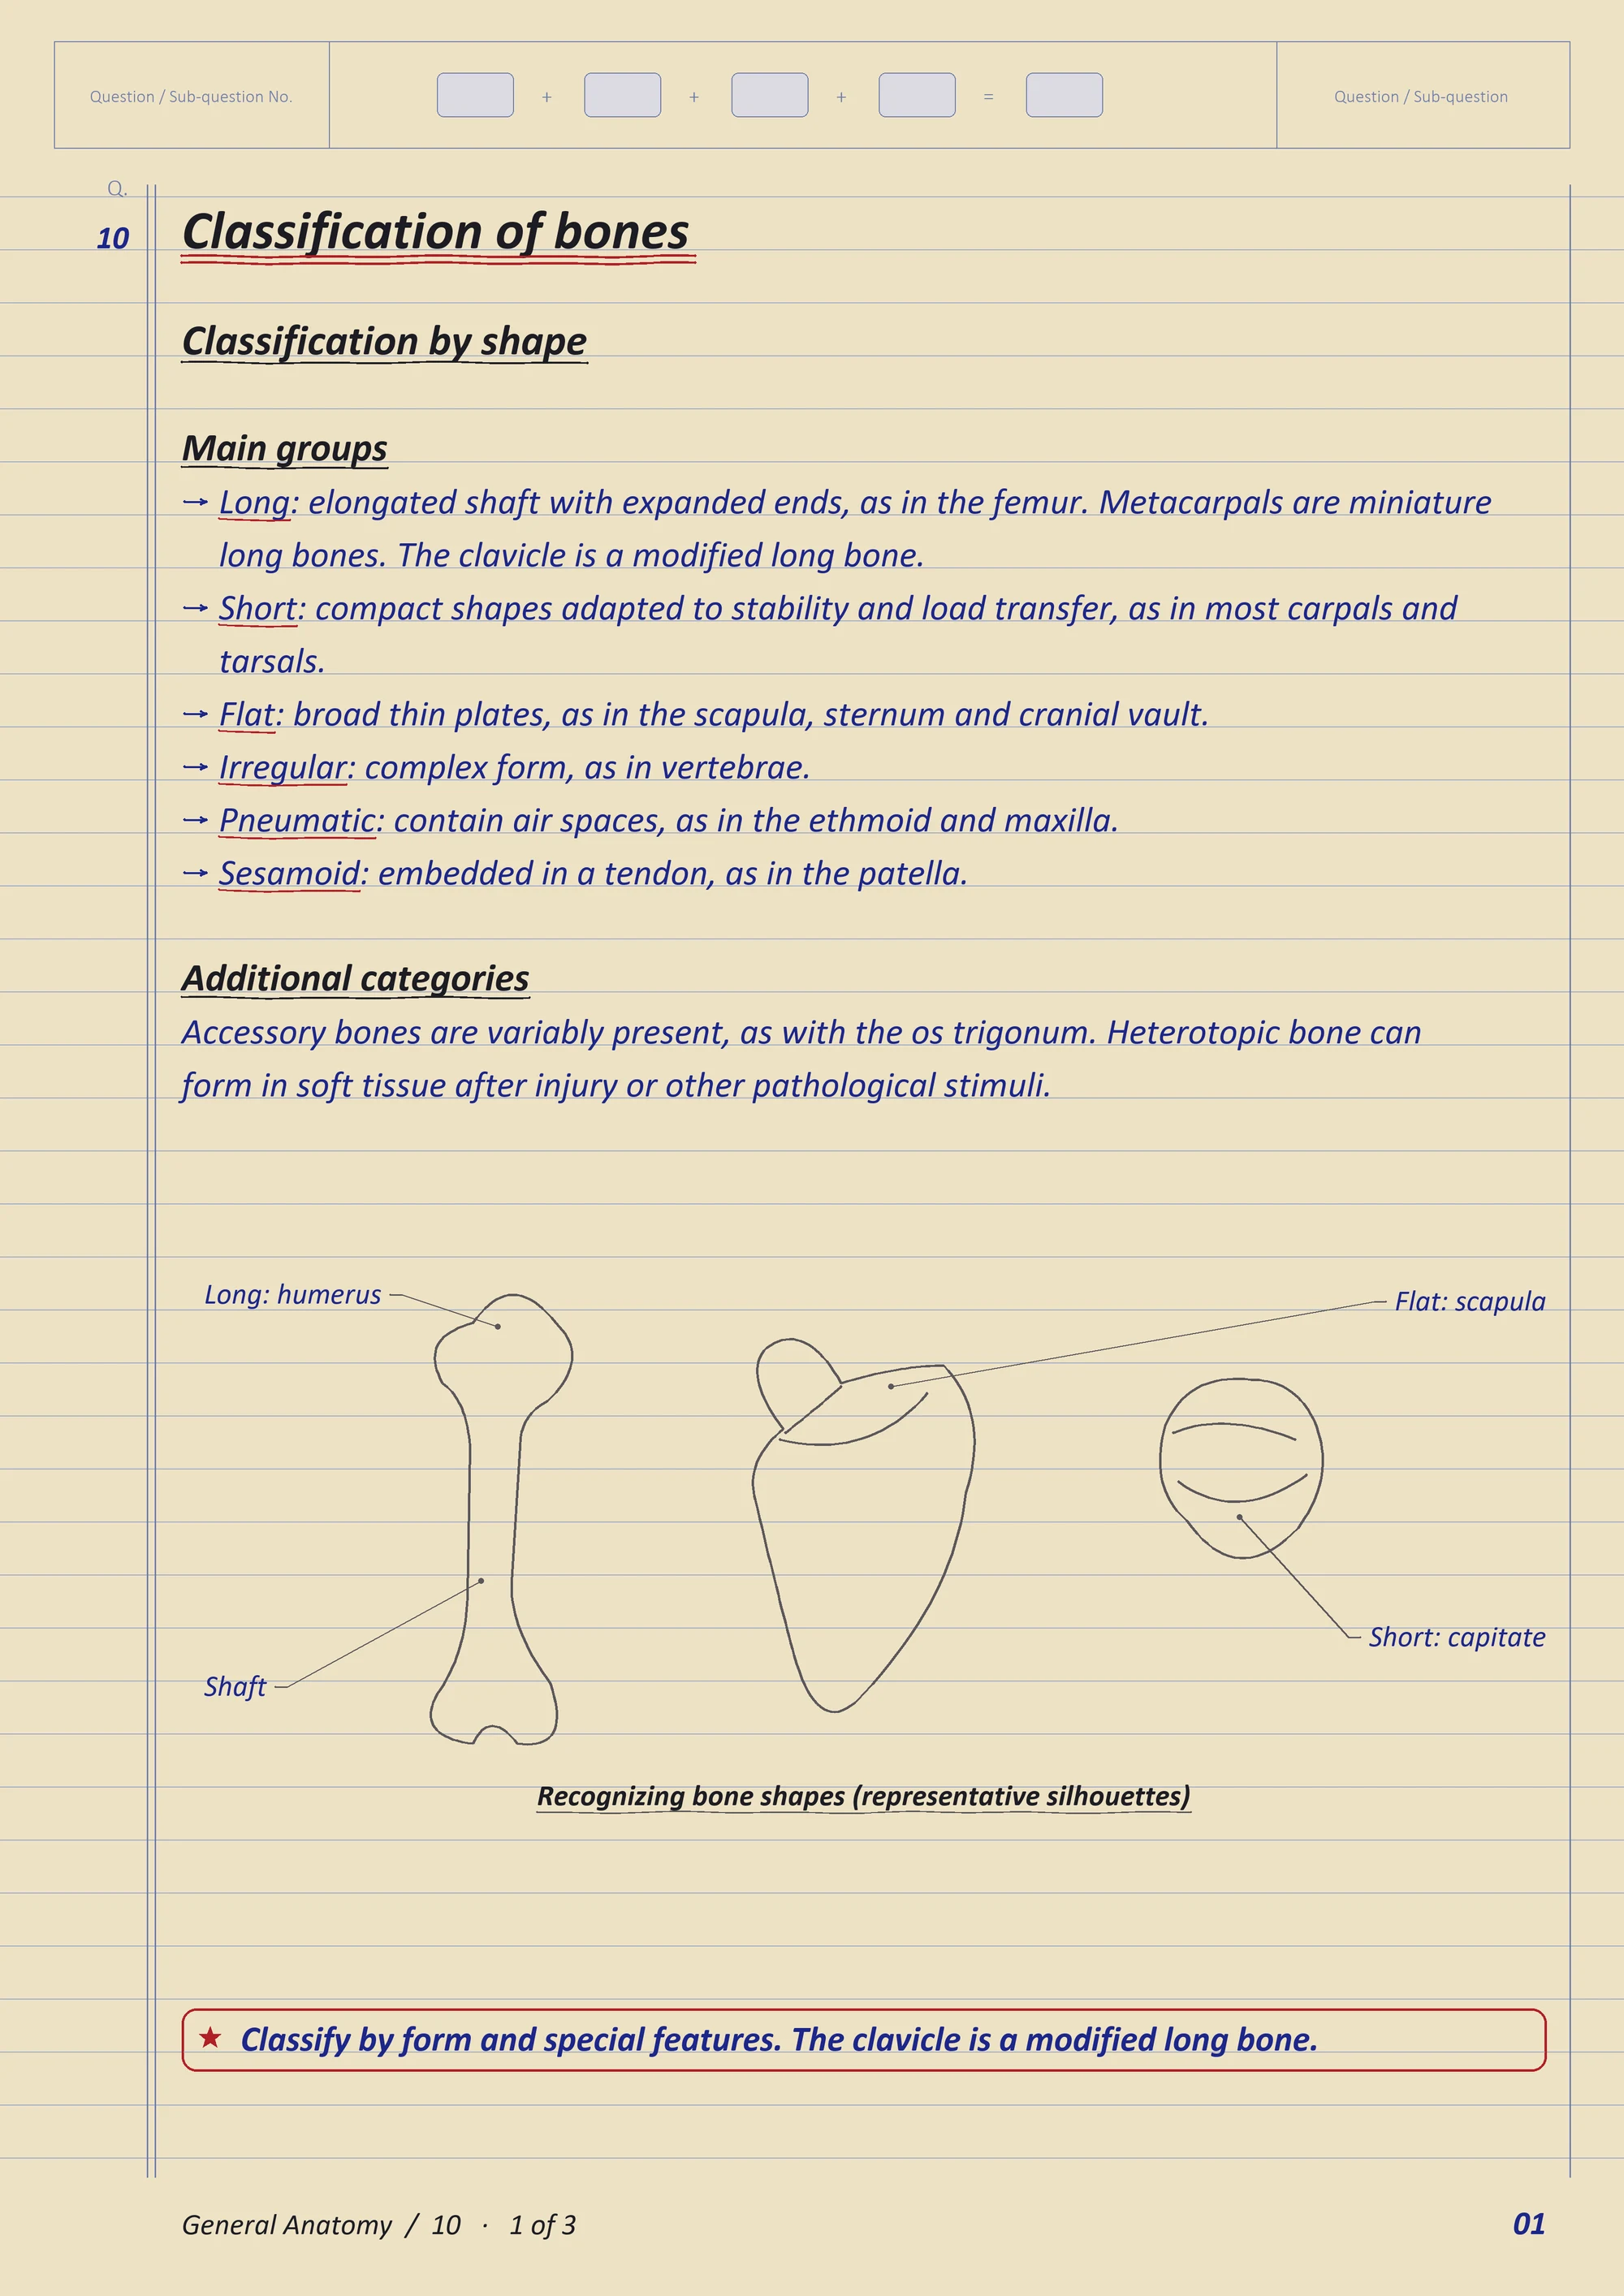 Question / Sub-question No.
+ + + =
Question / Sub-question
Q.
10
Classification of bones
Classification by shape
Main groups
→ Long: elongated shaft with expanded ends, as in the femur. Metacarpals are miniature
long bones. The clavicle is a modified long bone.
→ Short: compact shapes adapted to stability and load transfer, as in most carpals and
tarsals.
→ Flat: broad thin plates, as in the scapula, sternum and cranial vault.
→ Irregular: complex form, as in vertebrae.
→ Pneumatic: contain air spaces, as in the ethmoid and maxilla.
→ Sesamoid: embedded in a tendon, as in the patella.
Additional categories
Accessory bones are variably present, as with the os trigonum. Heterotopic bone can
form in soft tissue after injury or other pathological stimuli.
Long: humerus
Flat: scapula
Short: capitate
Shaft
Recognizing bone shapes (representative silhouettes)
★ Classify by form and special features. The clavicle is a modified long bone.
General Anatomy / 10 · 1 of 3
01